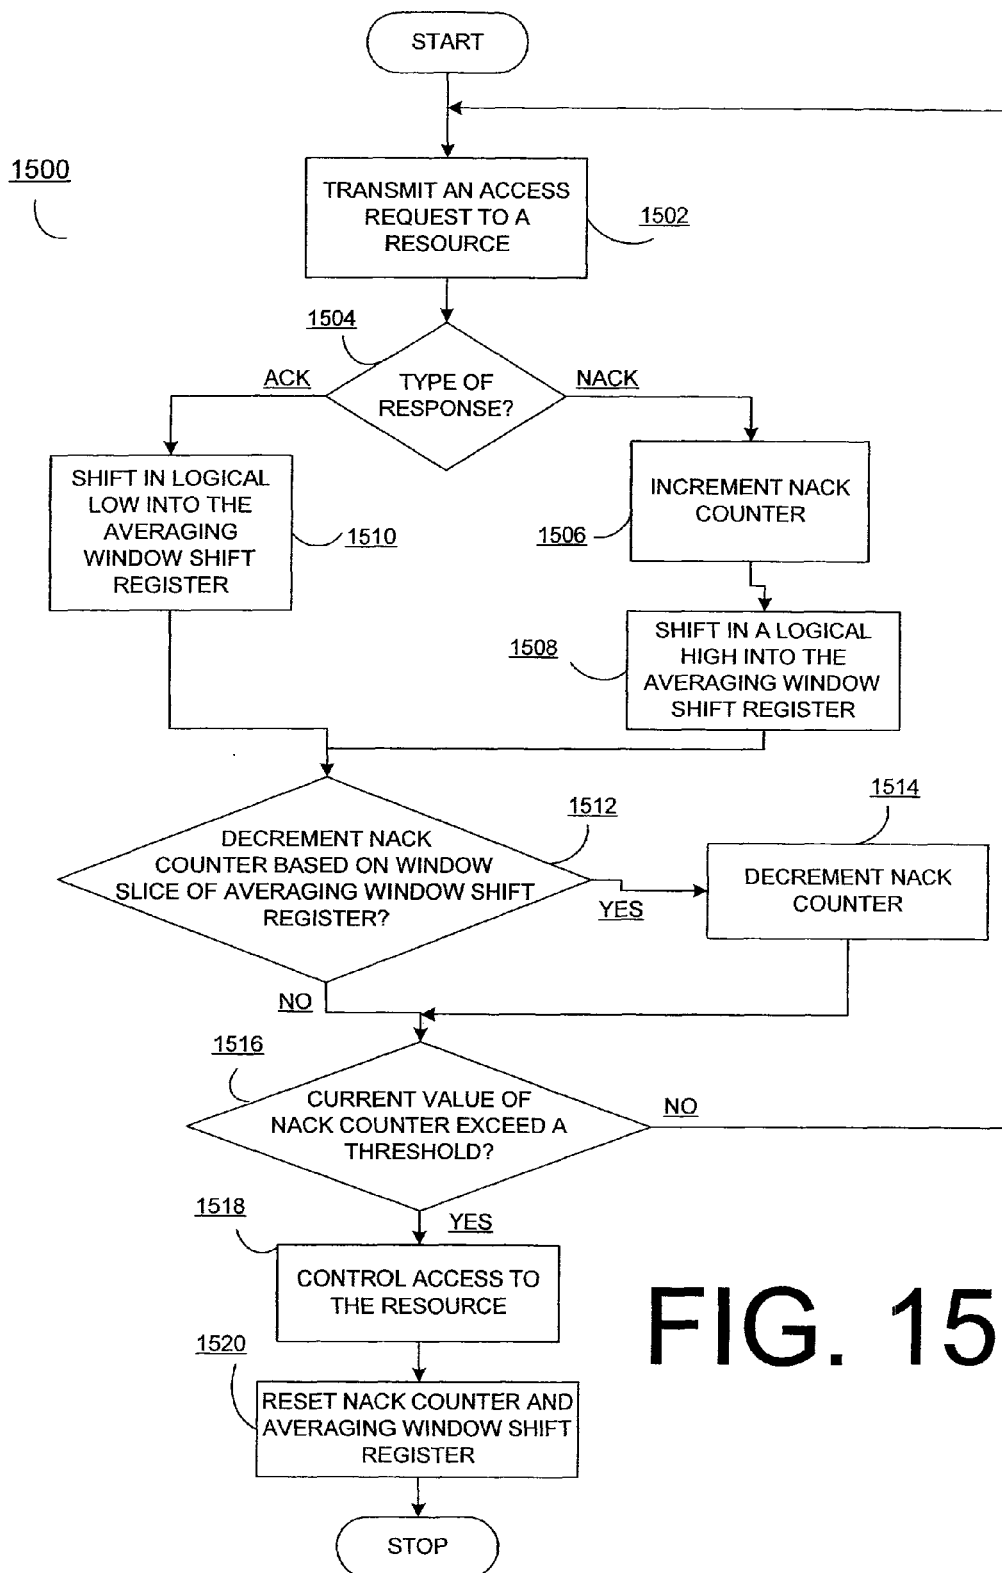 START
1500
TRANSMIT AN ACCESS
REQUEST TO A
RESOURCE
1502
1504
TYPE OF
RESPONSE?
ACK
NACK
SHIFT IN LOGICAL
LOW INTO THE
AVERAGING
WINDOW SHIFT
REGISTER
1510
INCREMENT NACK
COUNTER
1506
SHIFT IN A LOGICAL
HIGH INTO THE
AVERAGING WINDOW
SHIFT REGISTER
1508
DECREMENT NACK
COUNTER BASED ON WINDOW
SLICE OF AVERAGING WINDOW SHIFT
REGISTER?
1512
YES
1514
DECREMENT NACK
COUNTER
NO
1516
CURRENT VALUE OF
NACK COUNTER EXCEED A
THRESHOLD?
NO
YES
1518
CONTROL ACCESS TO
THE RESOURCE
1520
RESET NACK COUNTER AND
AVERAGING WINDOW SHIFT
REGISTER
STOP
FIG. 15